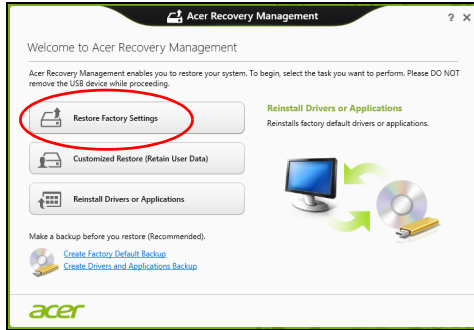 Acer Recovery Management
? X
Welcome to Acer Recovery Management
Acer Recovery Management enables you to restore your system. To begin, select the task you want to perform. Please DO NOT
remove the USB device while proceeding.
Restore Factory Settings
Customized Restore (Retain User Data)
Reinstall Drivers or Applications
Reinstall Drivers or Applications
Reinstalls factory default drivers or applications.
Make a backup before you restore (Recommended).
Create Factory Default Backup
Create Drivers and Applications Backup
acer